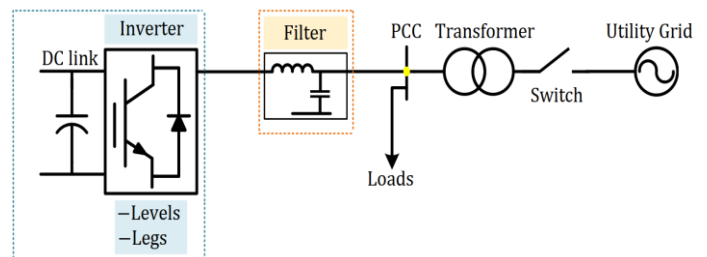 Inverter
DC link
Filter
PCC
Transformer
Utility Grid
Switch
Loads
–Levels
–Legs